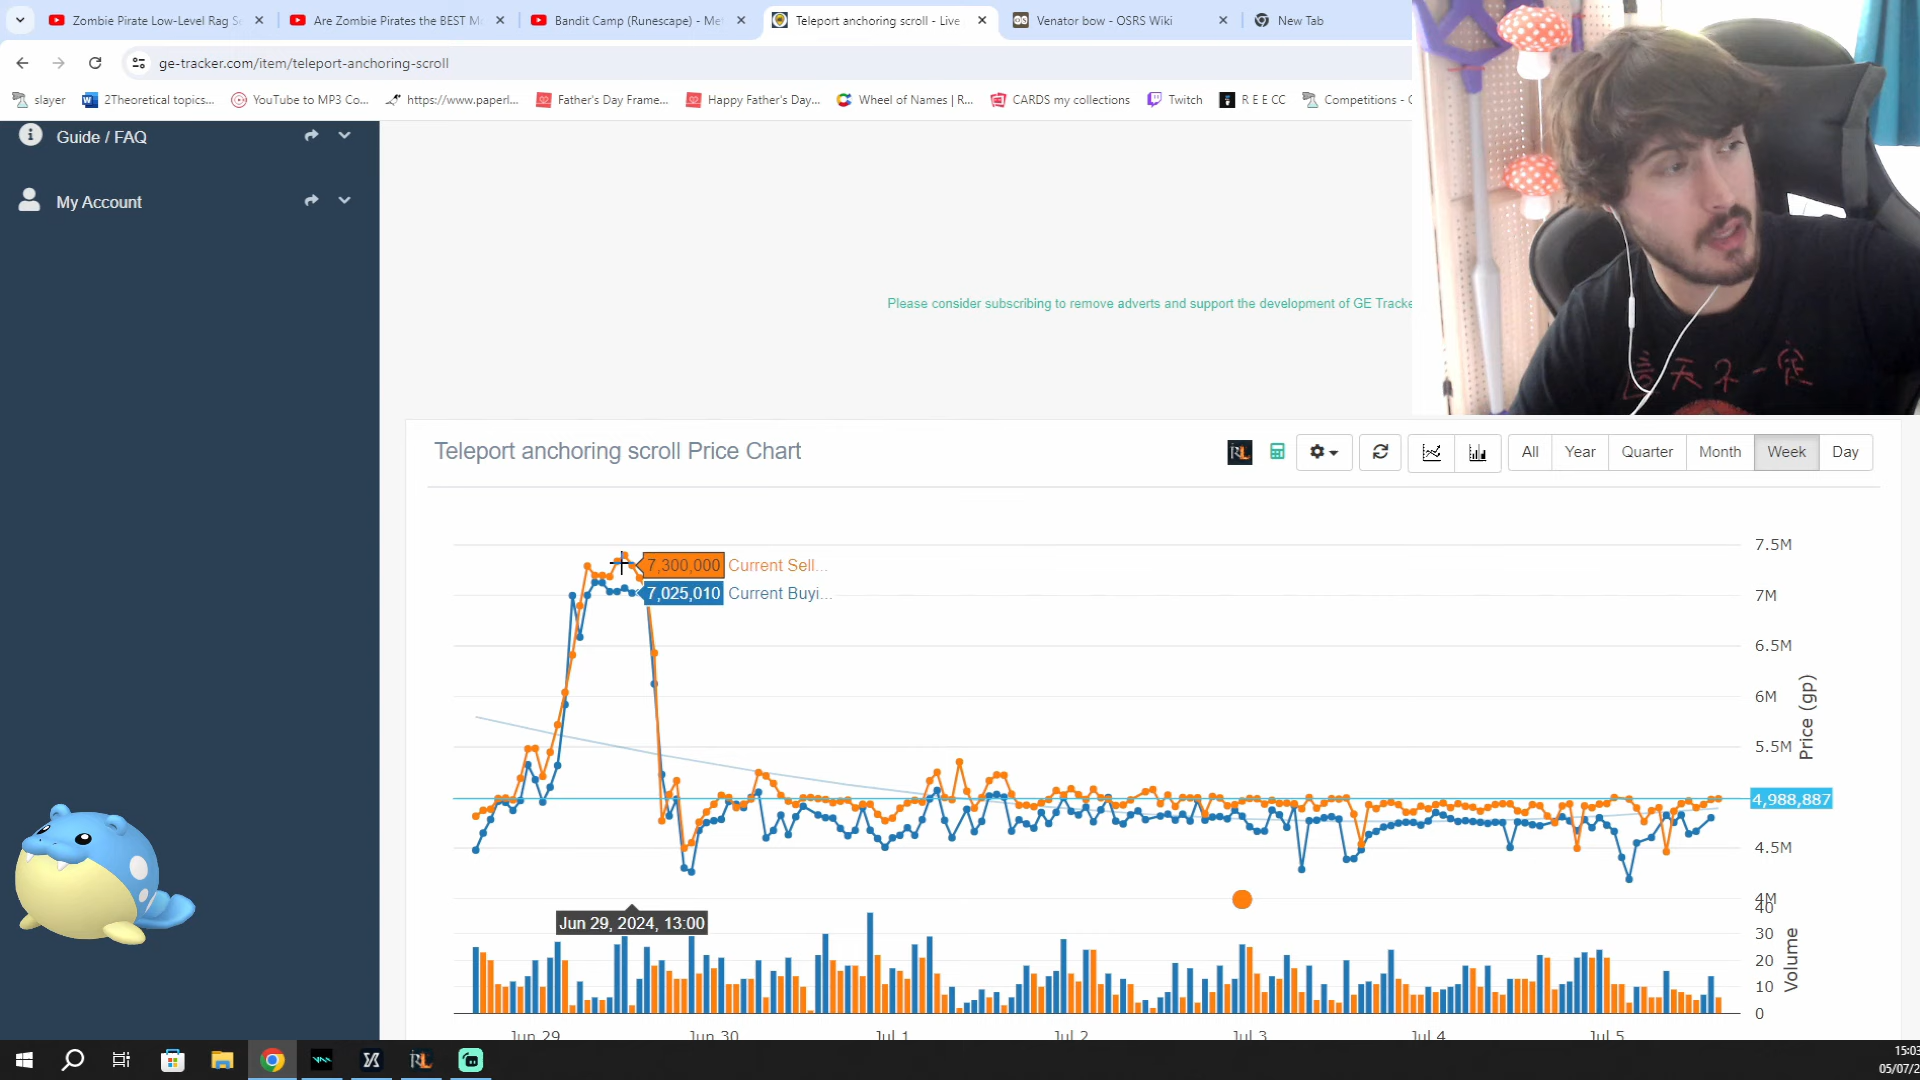 Zombie Pirate Low-Level Rag S
Are Zombie Pirates the BEST M
Bandit Camp (Runescape) - Me
Teleport anchoring scroll - Live
Venator bow - OSRS Wiki
New Tab
ge-tracker.com/item/teleport-anchoring-scroll
slayer
2Theoretical topics...
YouTube to MP3 Co...
https://www.paperl...
Father's Day Frame...
Happy Father's Day...
Wheel of Names | R...
CARDS my collections
Twitch
R E E CC
Competitions -
Guide / FAQ
My Account
Please consider subscribing to remove adverts and support the development of GE Tracke
Teleport anchoring scroll Price Chart
All
Year
Quarter
Month
Week
Day
7.5M
7,300,000 Current Sell...
7,025,010 Current Buyi...
7M
6.5M
6M
5.5M
Price (gp)
4,988,887
4.5M
4M
40
Jun 29, 2024, 13:00
30
20
10
0
Volume
Jun 29
Jun 30
Jul 1
Jul 2
Jul 3
Jul 4
Jul 5
15:03
05/07/2